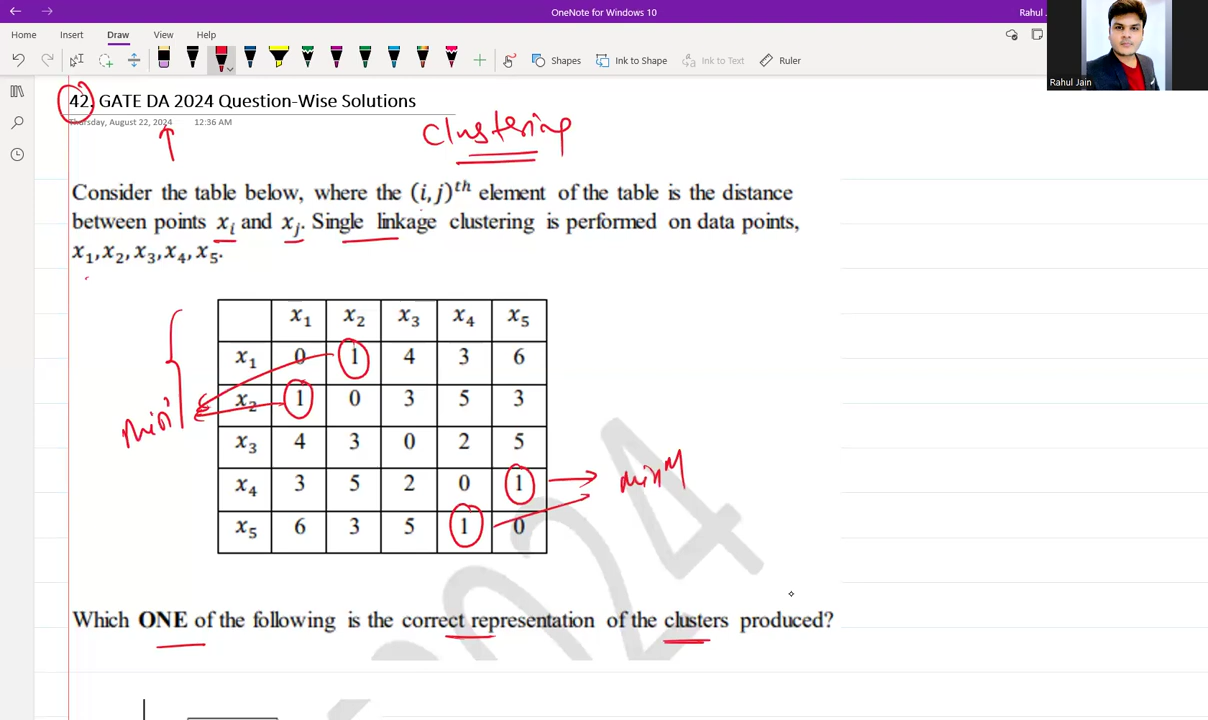 OneNote for Windows 10
Rahul J
Home Insert Draw View Help
Shapes Ink to Shape Ink to Text Ruler
Rahul Jain
42. GATE DA 2024 Question-Wise Solutions
Thursday, August 22, 2024 12:36 AM
Clustering
Consider the table below, where the (i,j)th element of the table is the distance
between points x1 and xj. Single linkage clustering is performed on data points,
x1,x2,x3,x4,x5.
x1 x2 x3 x4 x5
x1 0 1 4 3 6
x2 1 0 3 5 3
x3 4 3 0 2 5
x4 3 5 2 0 1
x5 6 3 5 1 0
minm
minm
2024
Which ONE of the following is the correct representation of the clusters produced?